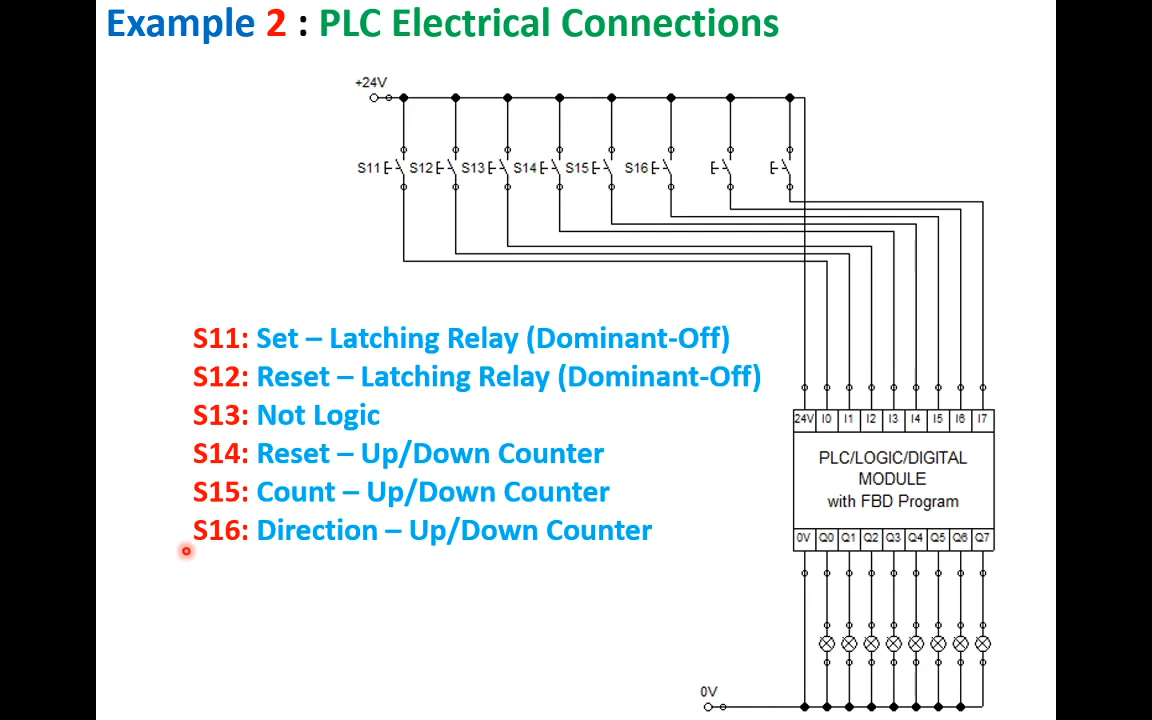 Example 2 : PLC Electrical Connections
+24V
S11 S12 S13 S14 S15 S16
S11: Set – Latching Relay (Dominant-Off)
S12: Reset – Latching Relay (Dominant-Off)
S13: Not Logic
S14: Reset – Up/Down Counter
S15: Count – Up/Down Counter
S16: Direction – Up/Down Counter
24V I0 I1 I2 I3 I4 I5 I6 I7
PLC/LOGIC/DIGITAL
MODULE
with FBD Program
0V Q0 Q1 Q2 Q3 Q4 Q5 Q6 Q7
0V